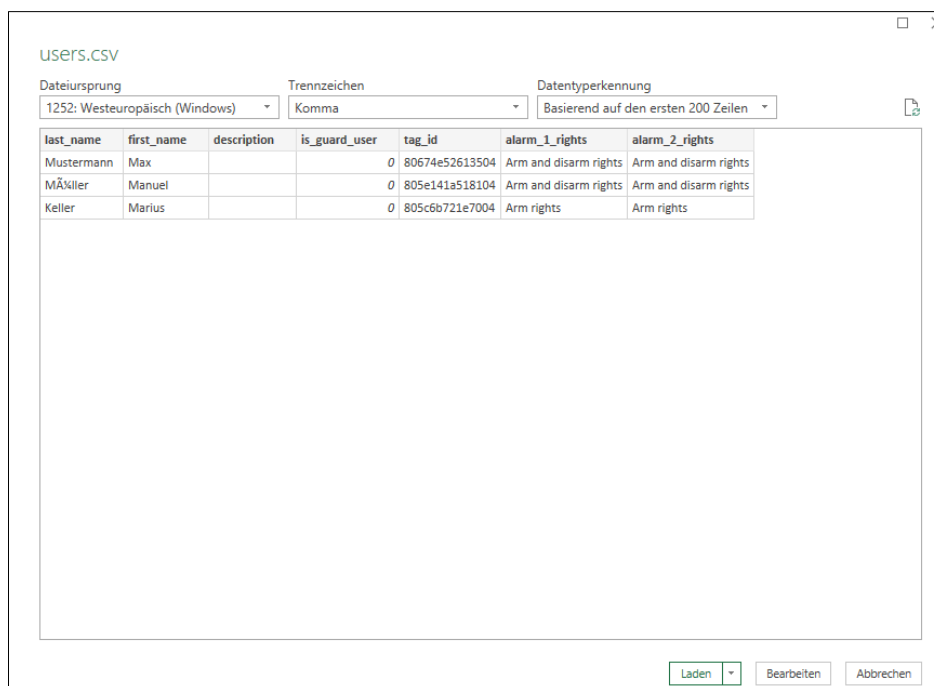 users.csv
Dateiursprung Trennzeichen Datentyperkennung
1252: Westeuropäisch (Windows) Komma Basierend auf den ersten 200 Zeilen
last_name first_name description is_guard_user tag_id alarm_1_rights alarm_2_rights
Mustermann Max 0 80674e52613504 Arm and disarm rights Arm and disarm rights
MÃ¼ller Manuel 0 805e141a518104 Arm and disarm rights Arm and disarm rights
Keller Marius 0 805c6b721e7004 Arm rights Arm rights
Laden Bearbeiten Abbrechen